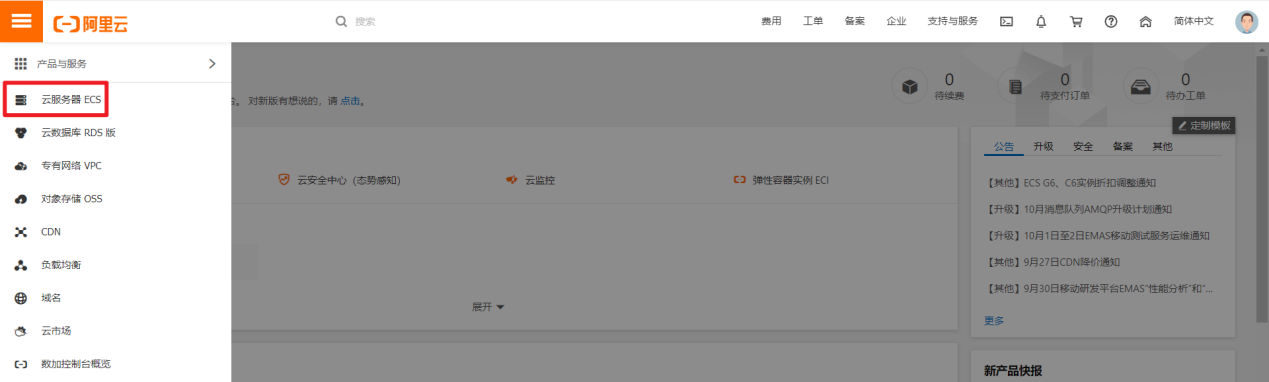 阿里云
搜索
费用 工单 备案 企业 支持与服务 简体中文
产品与服务
云服务器 ECS
云数据库 RDS 版
专有网络 VPC
对象存储 OSS
CDN
负载均衡
域名
云市场
数加控制台概览
对新版有想说的，请 点击。
0 待续费
0 待支付订单
0 待办工单
定制模板
云安全中心（态势感知） 云监控 弹性容器实例 ECI
展开
公告 升级 安全 备案 其他
【其他】ECS G6、C6实例折扣调整通知
【升级】10月消息队列AMQP升级计划通知
【升级】10月1日至2日EMAS移动测试服务运维通知
【其他】9月27日CDN降价通知
【其他】9月30日移动研发平台EMAS"性能分析"和"...
更多
新产品快报